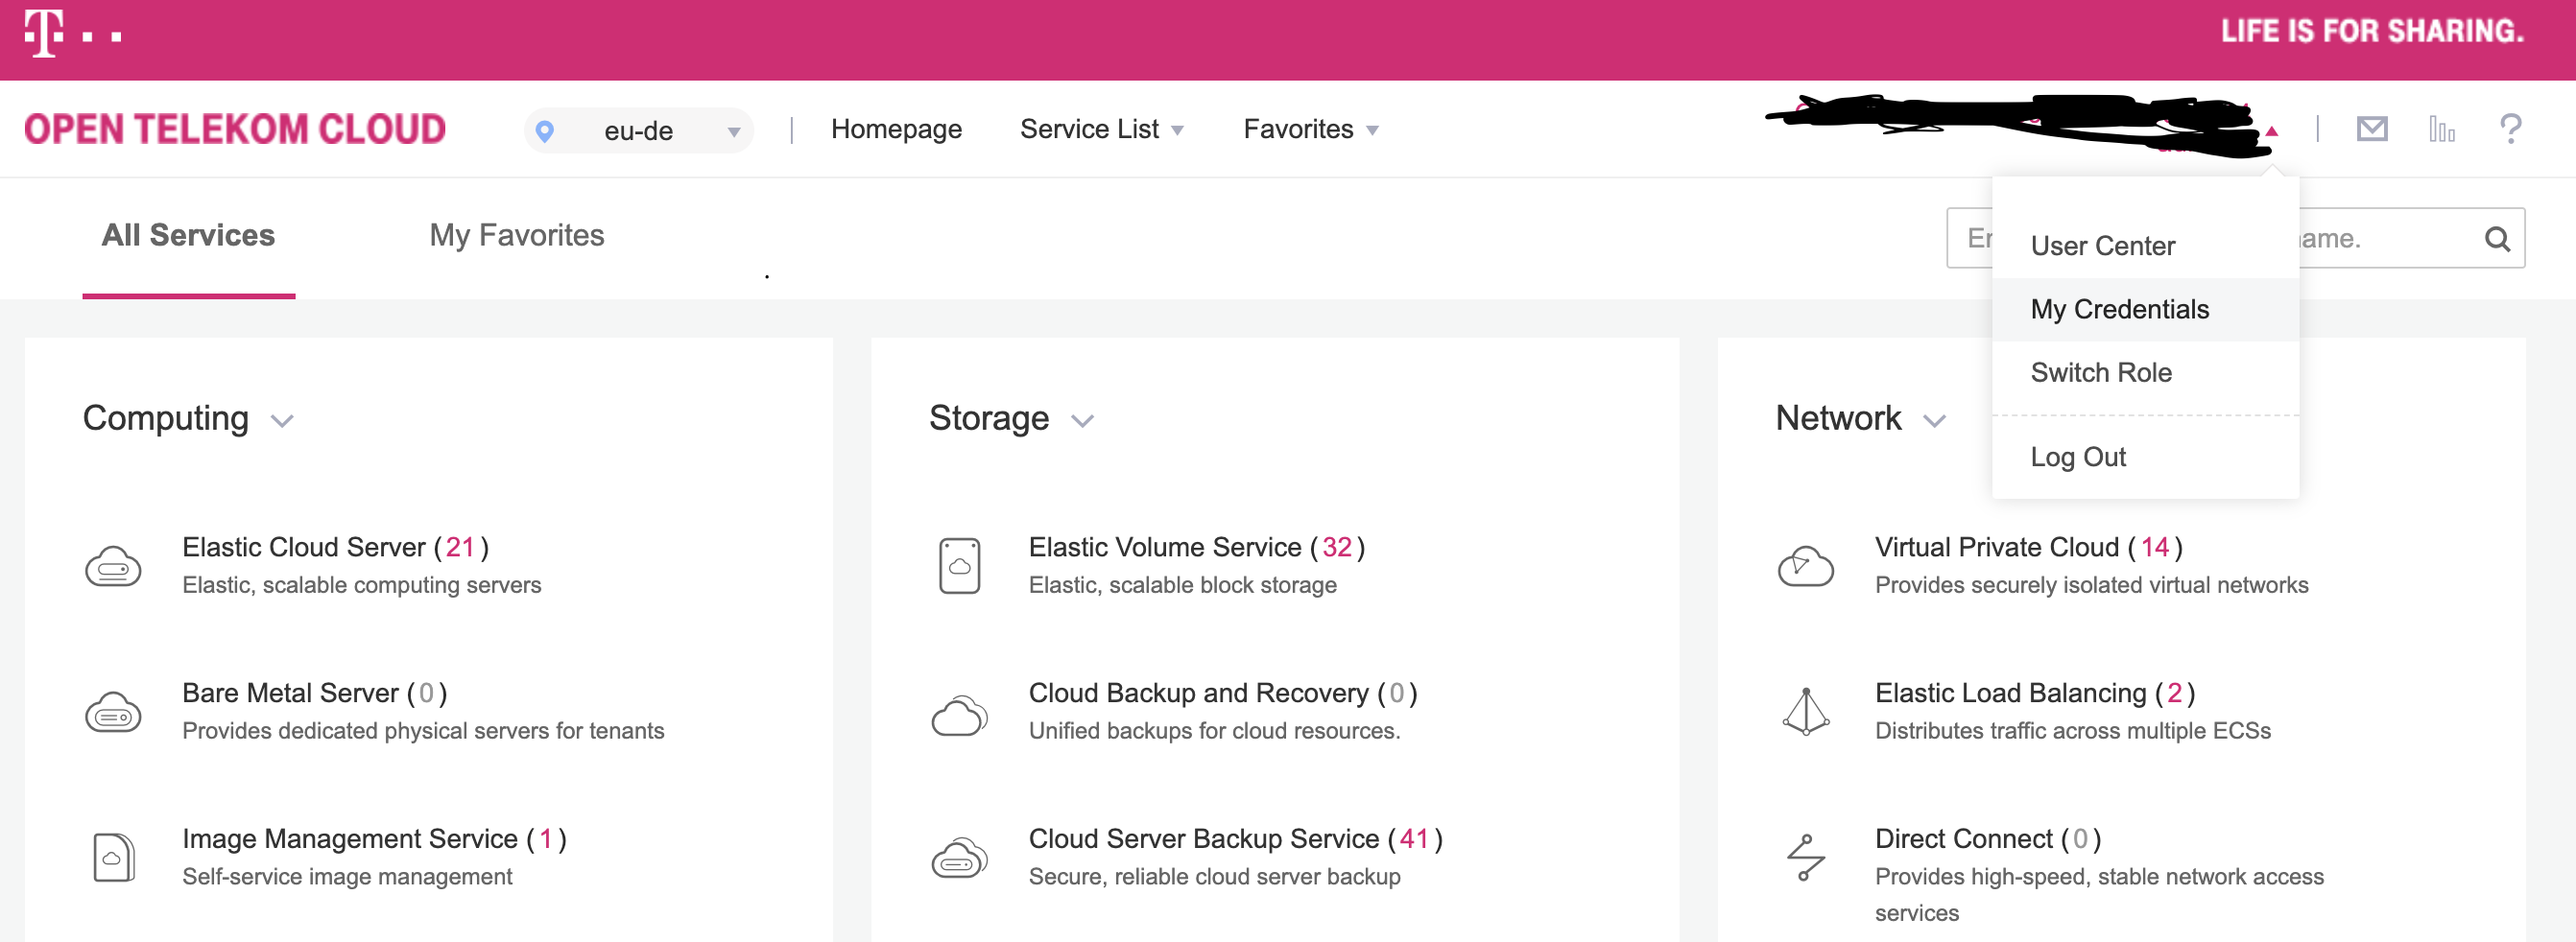 T
LIFE IS FOR SHARING.
OPEN TELEKOM CLOUD
eu-de
Homepage
Service List
Favorites
All Services
My Favorites
User Center
My Credentials
Switch Role
Log Out
Computing
Elastic Cloud Server (21)
Elastic, scalable computing servers
Bare Metal Server (0)
Provides dedicated physical servers for tenants
Image Management Service (1)
Self-service image management
Storage
Elastic Volume Service (32)
Elastic, scalable block storage
Cloud Backup and Recovery (0)
Unified backups for cloud resources.
Cloud Server Backup Service (41)
Secure, reliable cloud server backup
Network
Virtual Private Cloud (14)
Provides securely isolated virtual networks
Elastic Load Balancing (2)
Distributes traffic across multiple ECSs
Direct Connect (0)
Provides high-speed, stable network access
services